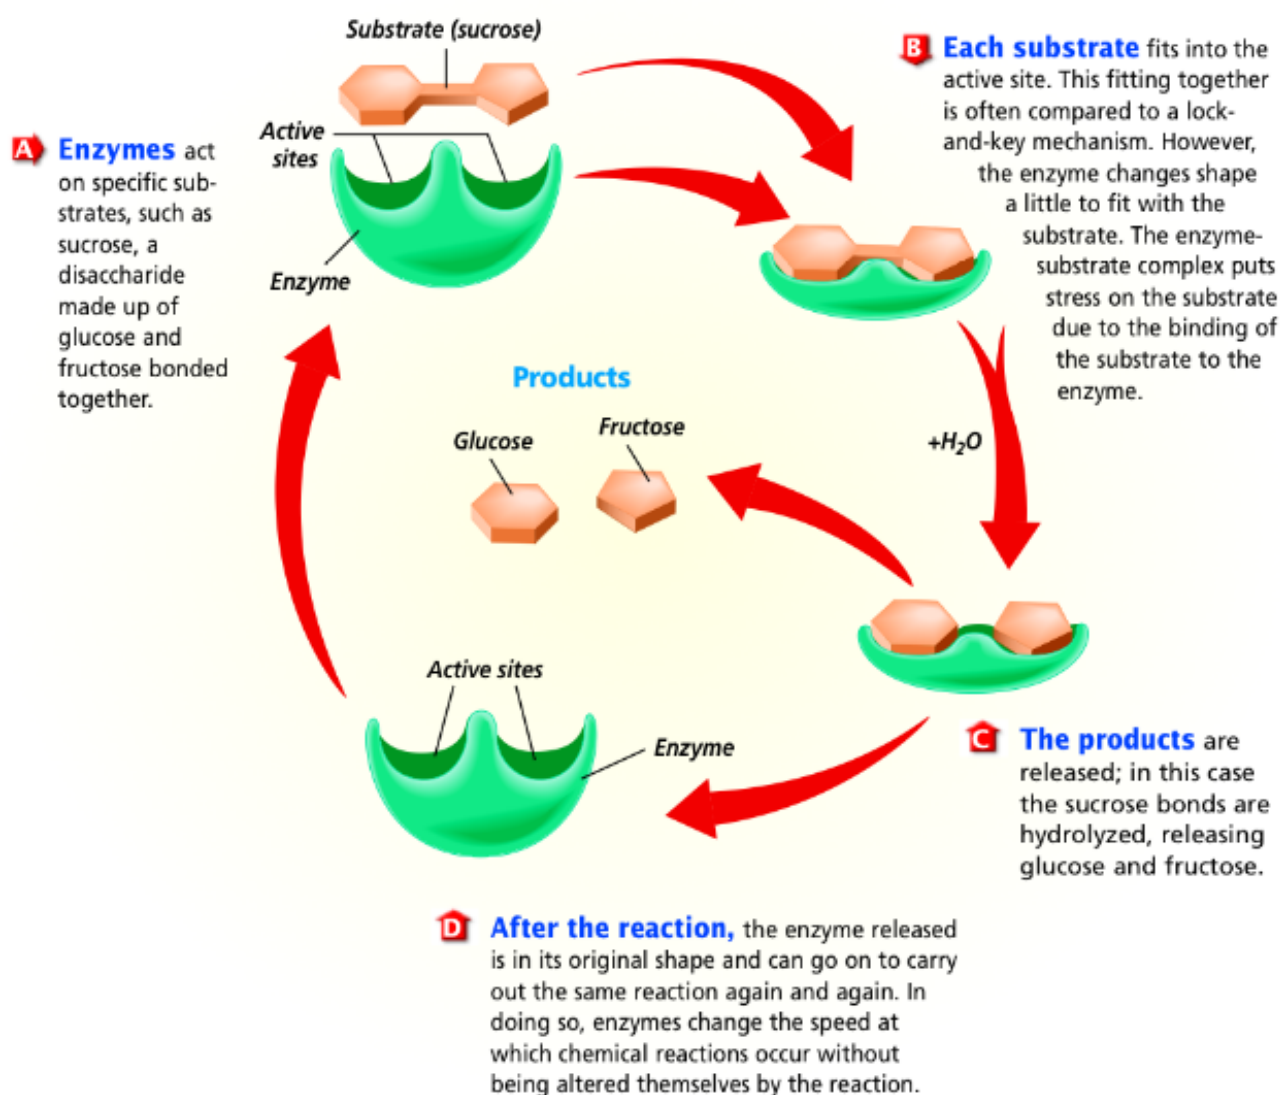 Substrate (sucrose)
Active
sites
Enzyme
A Enzymes act
on specific sub-
strates, such as
sucrose, a
disaccharide
made up of
glucose and
fructose bonded
together.
B Each substrate fits into the
active site. This fitting together
is often compared to a lock-
and-key mechanism. However,
the enzyme changes shape
a little to fit with the
substrate. The enzyme-
substrate complex puts
stress on the substrate
due to the binding of
the substrate to the
enzyme.
Products
Glucose
Fructose
+H₂O
Active sites
Enzyme
C The products are
released; in this case
the sucrose bonds are
hydrolyzed, releasing
glucose and fructose.
D After the reaction, the enzyme released
is in its original shape and can go on to carry
out the same reaction again and again. In
doing so, enzymes change the speed at
which chemical reactions occur without
being altered themselves by the reaction.